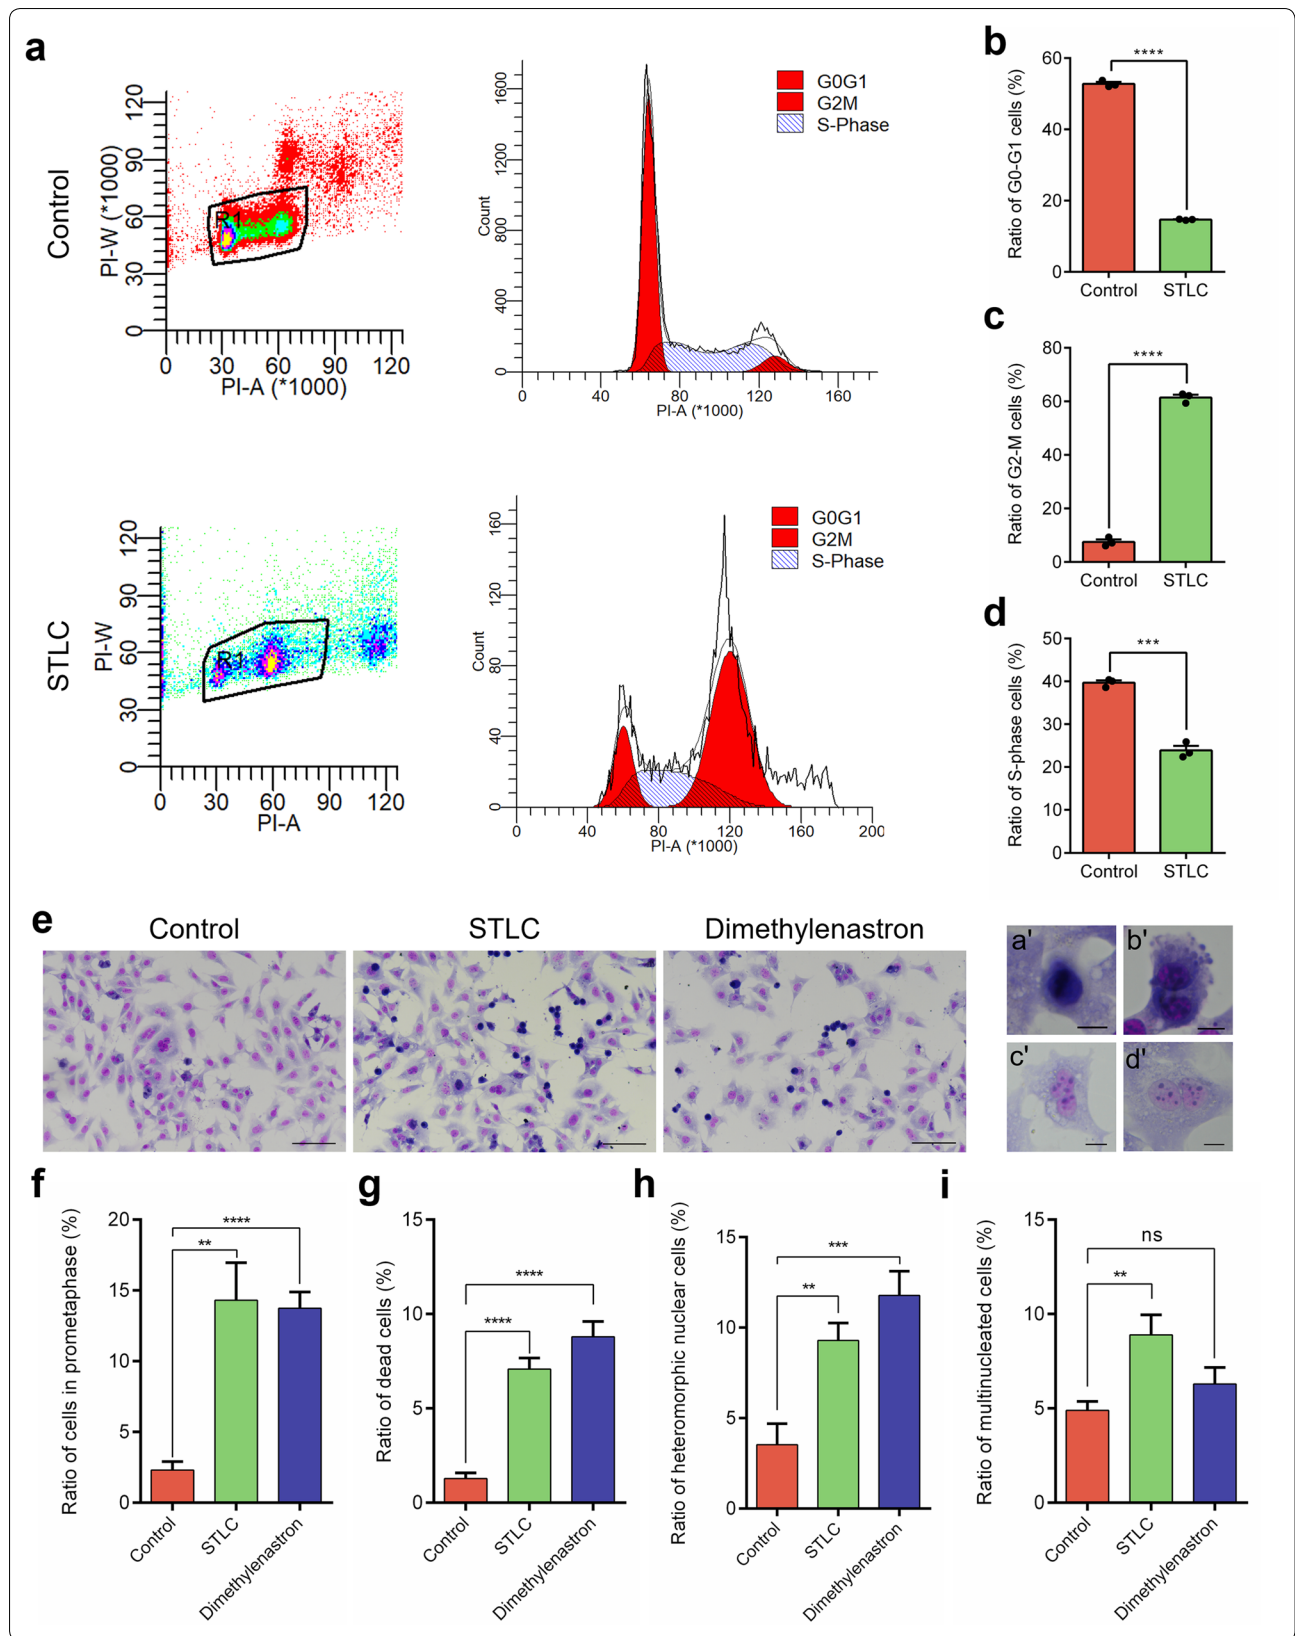 a
Control
PI-W (*1000)
120
90
60
30
0
R1
0 30 60 90 120
PI-A (*1000)
Count
1600
1200
800
400
0
G0G1
G2M
S-Phase
0 40 80 120 160
PI-A (*1000)
STLC
PI-W
120
90
60
30
0
R1
0 30 60 90 120
PI-A
Count
160
120
80
40
0
G0G1
G2M
S-Phase
0 40 80 120 160 200
PI-A (*1000)
b
Ratio of G0-G1 cells (%)
60
40
20
0
****
Control STLC
c
Ratio of G2-M cells (%)
80
60
40
20
0
****
Control STLC
d
Ratio of S-phase cells (%)
50
40
30
20
10
0
***
Control STLC
e
Control STLC Dimethylenastron
a' b'
c' d'
f
Ratio of cells in prometaphase (%)
20
15
10
5
0
****
**
Control STLC Dimethylenastron
g
Ratio of dead cells (%)
15
10
5
0
****
****
Control STLC Dimethylenastron
h
Ratio of heteromorphic nuclear cells (%)
15
10
5
0
***
**
Control STLC Dimethylenastron
i
Ratio of multinucleated cells (%)
15
10
5
0
ns
**
Control STLC Dimethylenastron